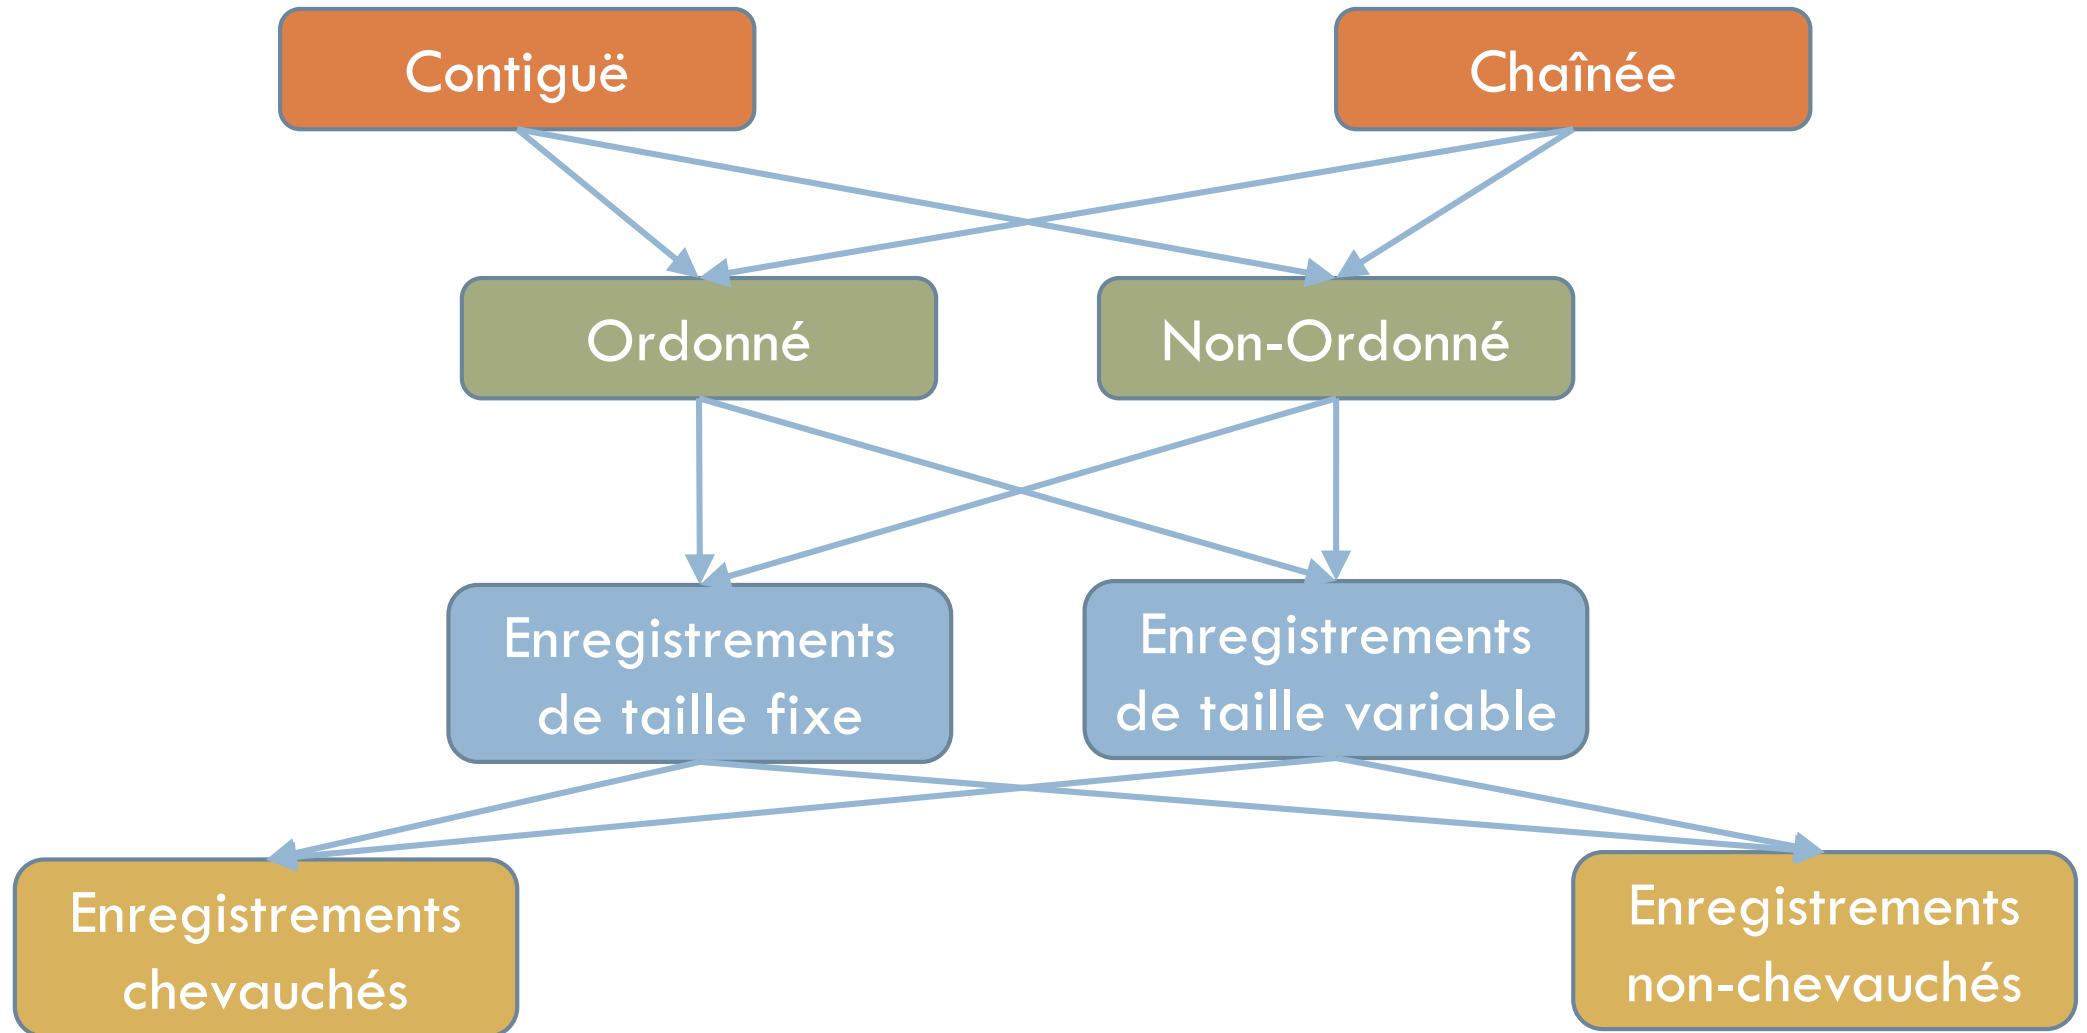 Contiguë
Chaînée
Ordonné
Non-Ordonné
Enregistrements
de taille fixe
Enregistrements
de taille variable
Enregistrements
chevauchés
Enregistrements
non-chevauchés